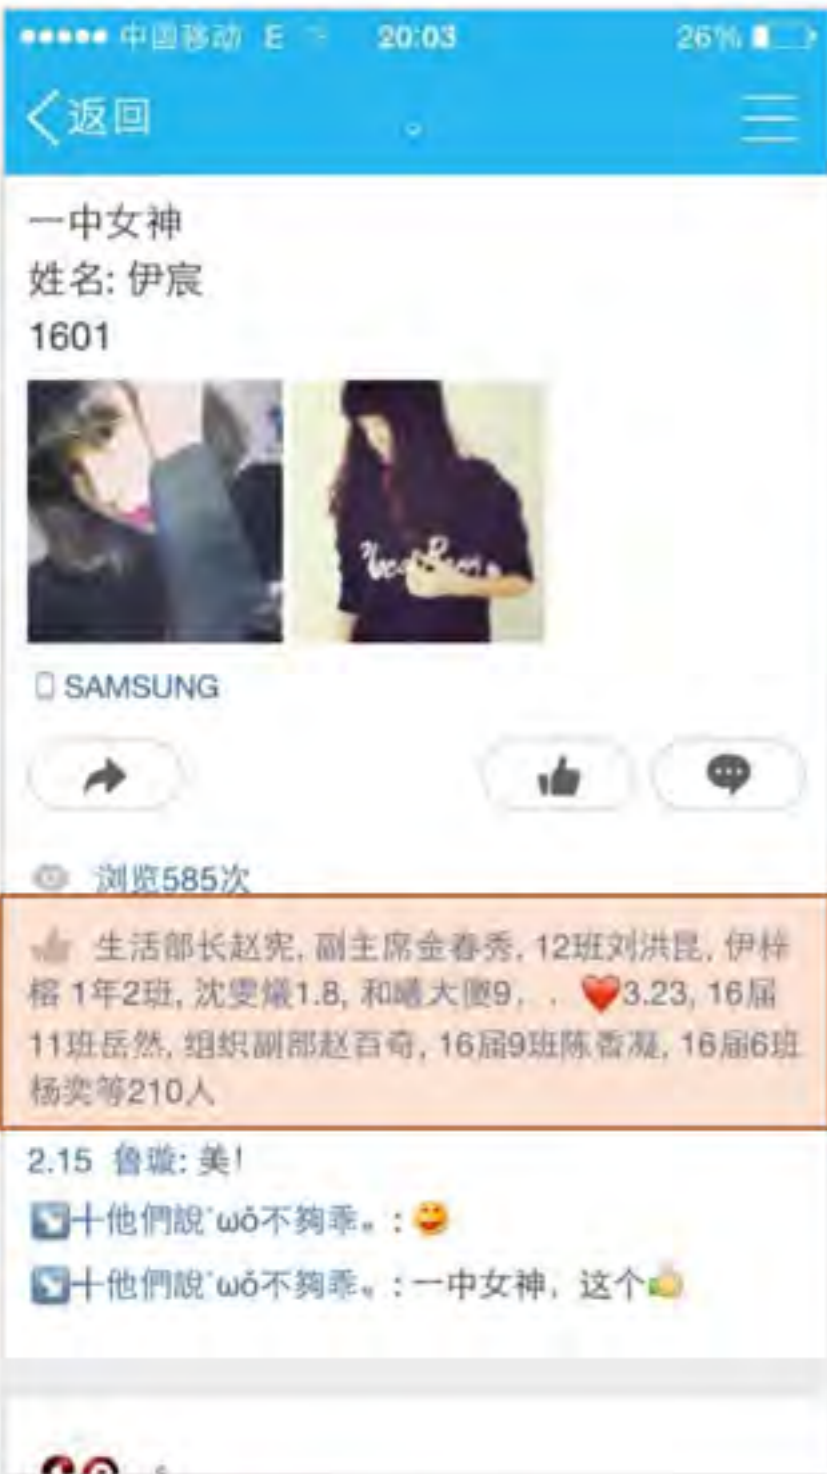 中国移动 E 20:03 26%
返回
一中女神
姓名: 伊宸
1601
SAMSUNG
浏览585次
生活部长赵宪, 副主席金春秀, 12班刘洪昆, 伊梓
榕 1年2班, 沈雯 1.8, 和曦大 9, . ❤3.23, 16届
11班岳然, 组织副部赵百奇, 16届9班陈香凝, 16届6班
杨奕等210人
2.15 鲁璇: 美!
十他們說˙ωǒ不夠乖。:
十他們說˙ωǒ不夠乖。: 一中女神, 这个